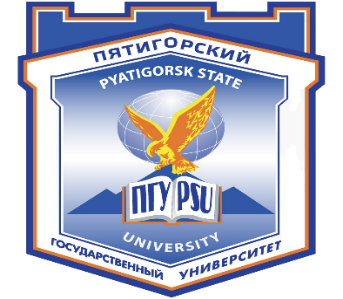 ПЯТИГОРСКИЙ
PYATIGORSK STATE
ПГУ PSU
UNIVERSITY
ГОСУДАРСТВЕННЫЙ УНИВЕРСИТЕТ